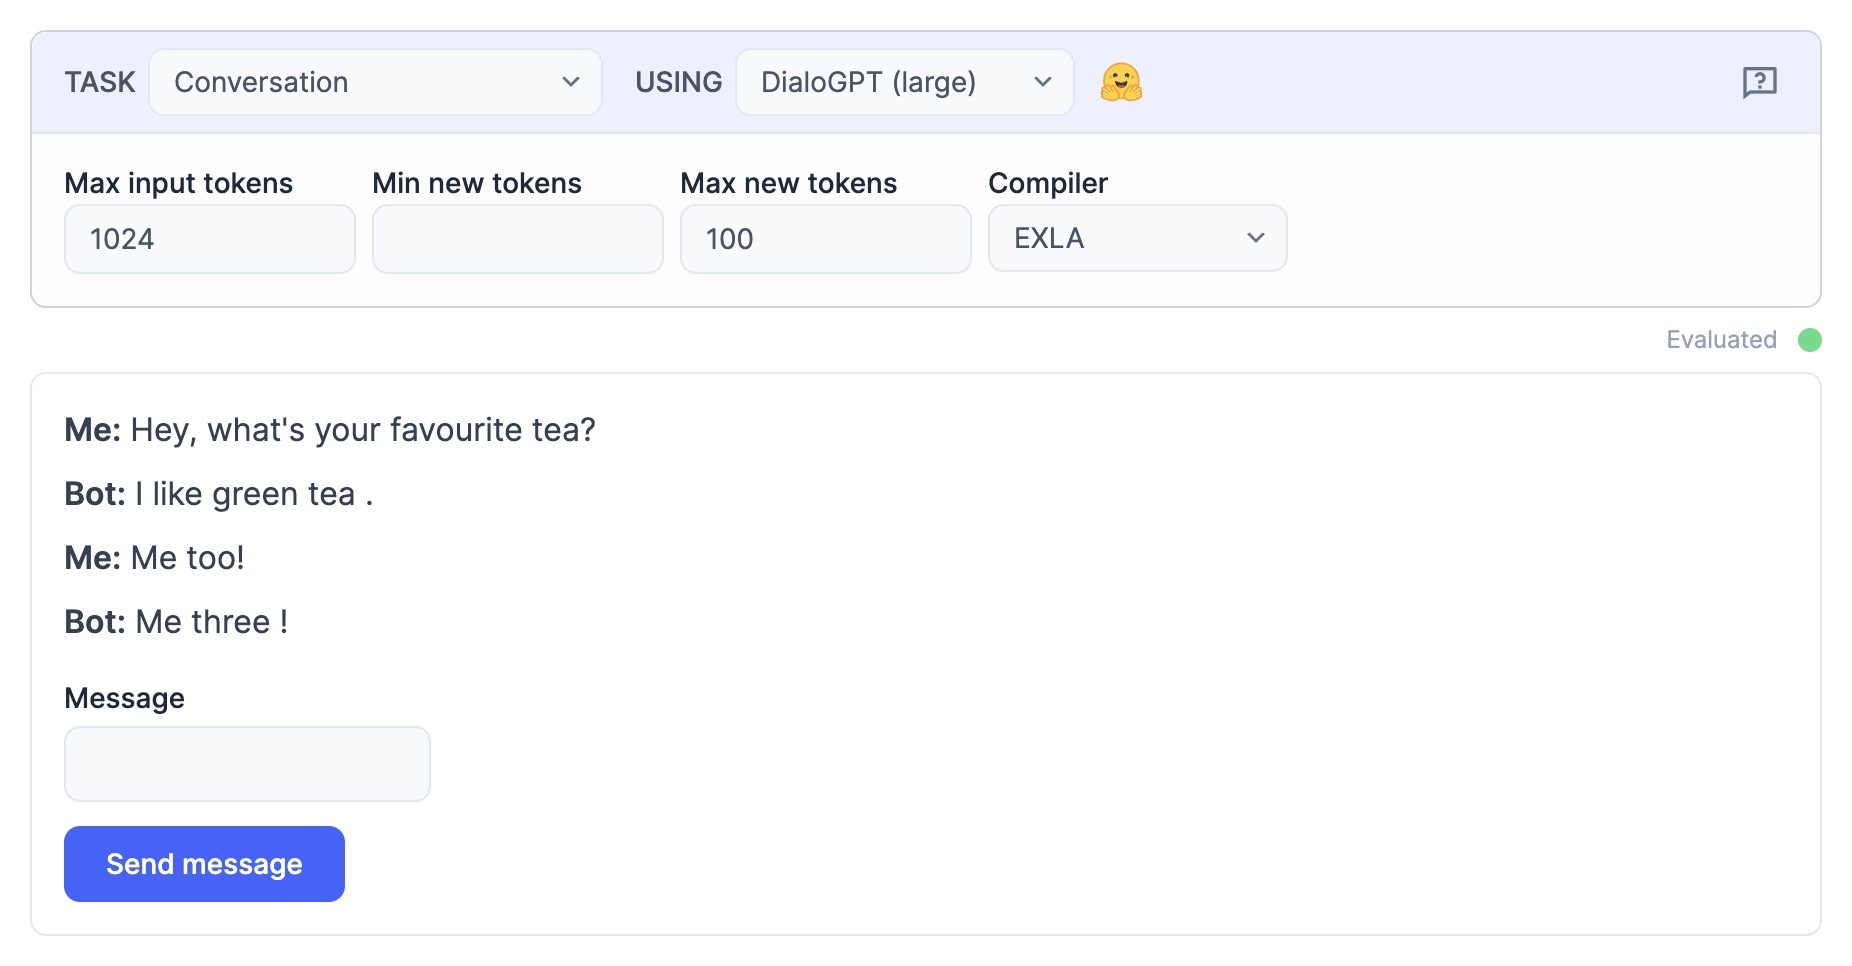 TASK Conversation USING DialoGPT (large)
Max input tokens Min new tokens Max new tokens Compiler
1024 100 EXLA
Evaluated
Me: Hey, what's your favourite tea?
Bot: I like green tea .
Me: Me too!
Bot: Me three !
Message
Send message